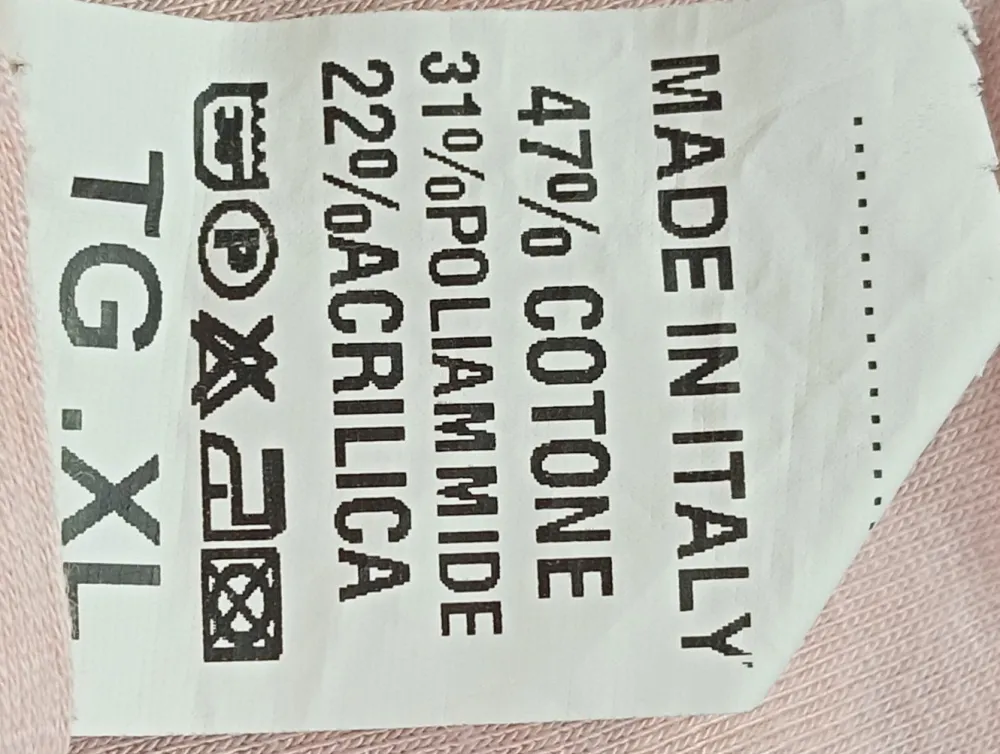 MADE IN ITALY
47% COTONE
31%POLIAMMIDE
22%ACRILICA
P
TG.XL